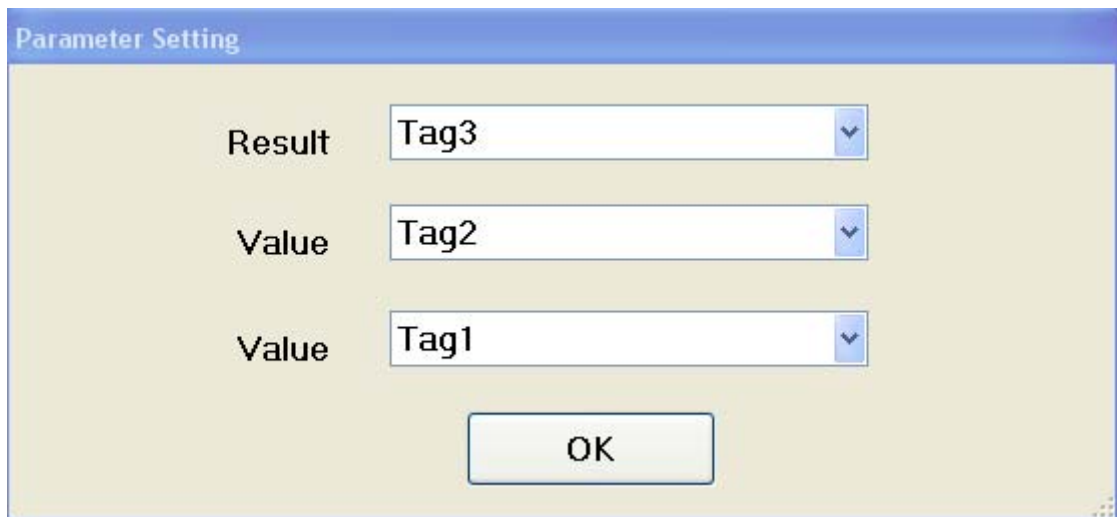 Parameter Setting
Result Tag3
Value Tag2
Value Tag1
OK